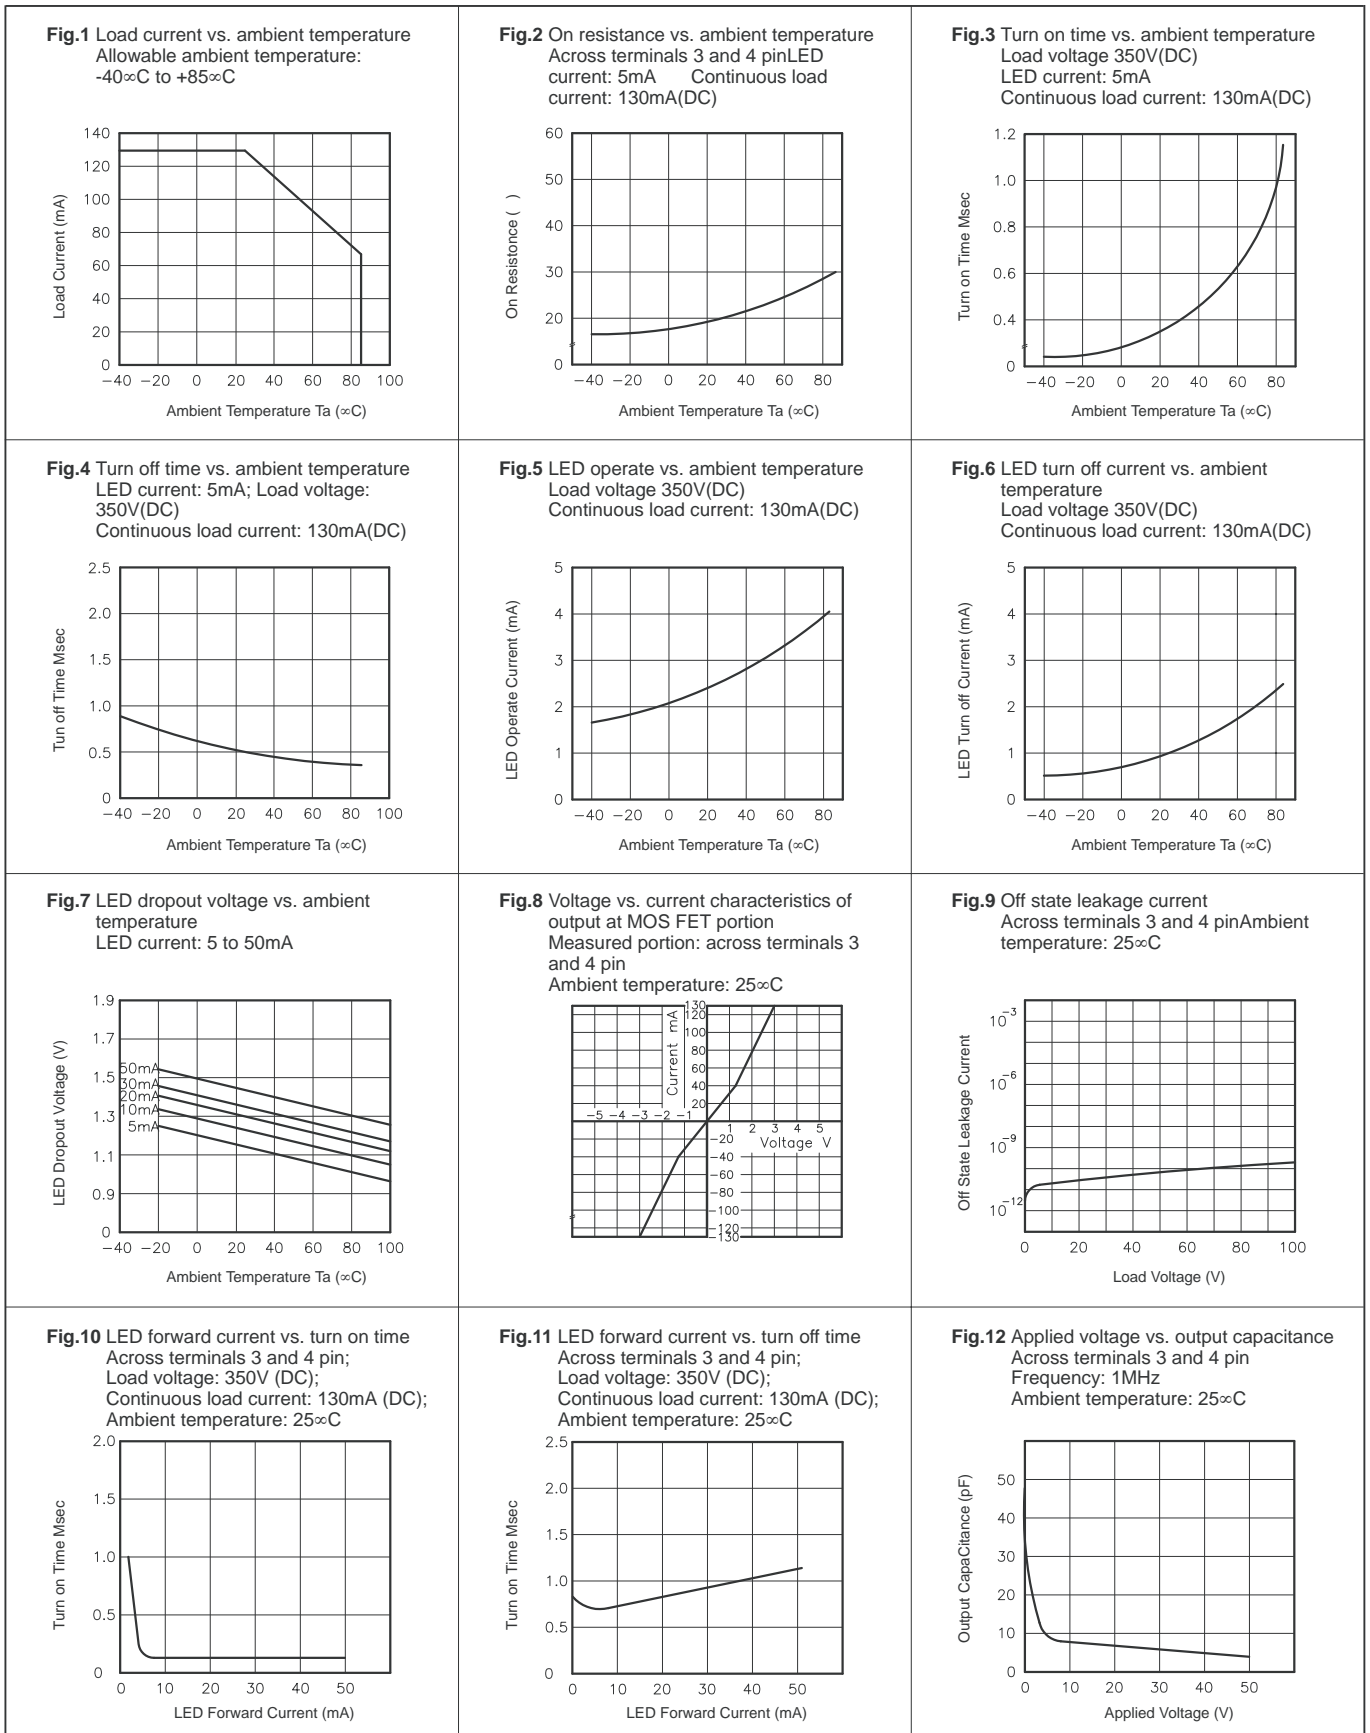 Fig.1 Load current vs. ambient temperature
Allowable ambient temperature:
-40∞C to +85∞C
140
120
100
80
60
40
20
0
Load Current (mA)
−40 −20 0 20 40 60 80 100
Ambient Temperature Ta (∞C)
Fig.2 On resistance vs. ambient temperature
Across terminals 3 and 4 pinLED
current: 5mA Continuous load
current: 130mA(DC)
60
50
40
30
20
0
On Resistonce ( )
−40 −20 0 20 40 60 80
Ambient Temperature Ta (∞C)
Fig.3 Turn on time vs. ambient temperature
Load voltage 350V(DC)
LED current: 5mA
Continuous load current: 130mA(DC)
1.2
1.0
0.8
0.6
0.4
0
Turn on Time Msec
−40 −20 0 20 40 60 80
Ambient Temperature Ta (∞C)
Fig.4 Turn off time vs. ambient temperature
LED current: 5mA; Load voltage:
350V(DC)
Continuous load current: 130mA(DC)
2.5
2.0
1.5
1.0
0.5
0
Tun off Time Msec
−40 −20 0 20 40 60 80 100
Ambient Temperature Ta (∞C)
Fig.5 LED operate vs. ambient temperature
Load voltage 350V(DC)
Continuous load current: 130mA(DC)
5
4
3
2
1
0
LED Operate Current (mA)
−40 −20 0 20 40 60 80
Ambient Temperature Ta (∞C)
Fig.6 LED turn off current vs. ambient
temperature
Load voltage 350V(DC)
Continuous load current: 130mA(DC)
5
4
3
2
1
0
LED Turn off Current (mA)
−40 −20 0 20 40 60 80
Ambient Temperature Ta (∞C)
Fig.7 LED dropout voltage vs. ambient
temperature
LED current: 5 to 50mA
1.9
1.7
1.5
1.3
1.1
0.9
0
LED Dropout Voltage (V)
50mA
30mA
20mA
10mA
5mA
−40 −20 0 20 40 60 80 100
Ambient Temperature Ta (∞C)
Fig.8 Voltage vs. current characteristics of
output at MOS FET portion
Measured portion: across terminals 3
and 4 pin
Ambient temperature: 25∞C
130
120
100
80
60
40
20
Current mA
−5 −4 −3 −2 −1
1 2 3 4 5
Voltage V
−20
−40
−60
−80
−100
−120
−130
Fig.9 Off state leakage current
Across terminals 3 and 4 pinAmbient
temperature: 25∞C
10−3
10−6
10−9
10−12
Off State Leakage Current
0 20 40 60 80 100
Load Voltage (V)
Fig.10 LED forward current vs. turn on time
Across terminals 3 and 4 pin;
Load voltage: 350V (DC);
Continuous load current: 130mA (DC);
Ambient temperature: 25∞C
2.0
1.5
1.0
0.5
0
Turn on Time Msec
0 10 20 30 40 50
LED Forward Current (mA)
Fig.11 LED forward current vs. turn off time
Across terminals 3 and 4 pin;
Load voltage: 350V (DC);
Continuous load current: 130mA (DC);
Ambient temperature: 25∞C
2.5
2.0
1.5
1.0
0.5
0
Turn on Time Msec
0 10 20 30 40 50
LED Forward Current (mA)
Fig.12 Applied voltage vs. output capacitance
Across terminals 3 and 4 pin
Frequency: 1MHz
Ambient temperature: 25∞C
50
40
30
20
10
0
Output CapaCitance (pF)
0 10 20 30 40 50
Applied Voltage (V)